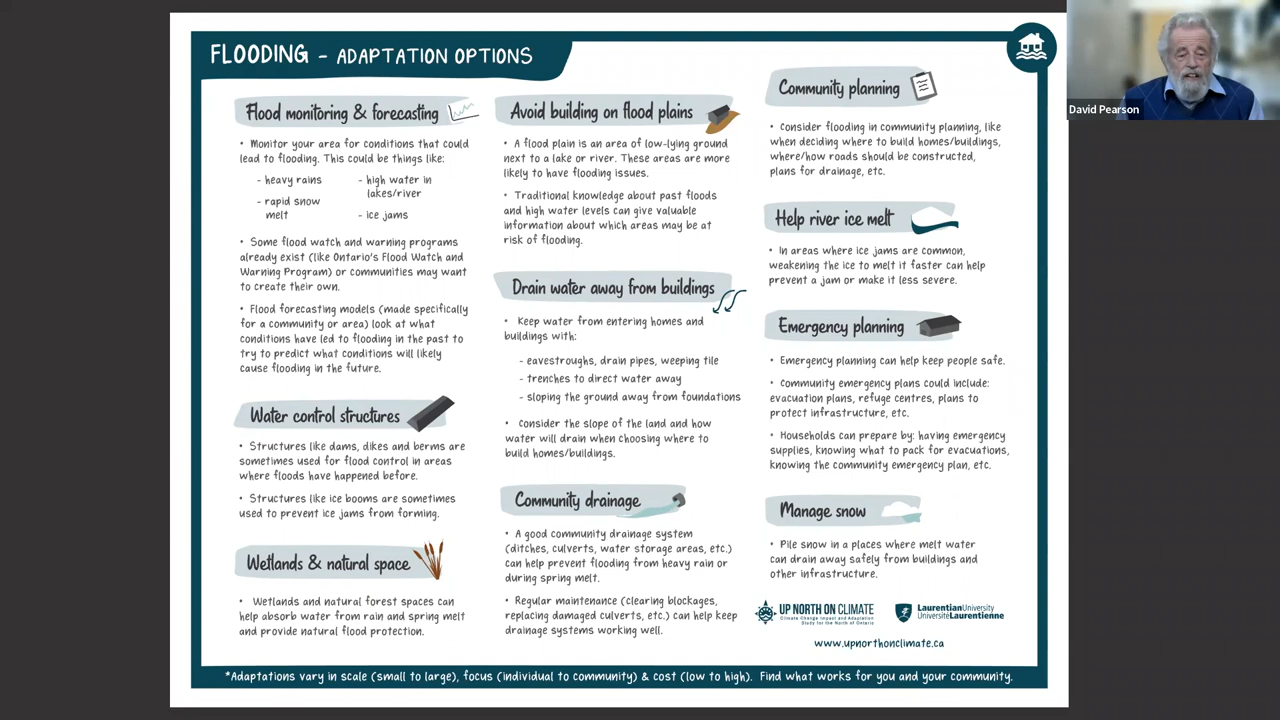 FLOODING - ADAPTATION OPTIONS
Flood monitoring & forecasting
• Monitor your area for conditions that could
lead to flooding. This could be things like:
- heavy rains
- rapid snow
melt
- high water in
lakes/river
- ice jams
• Some flood watch and warning programs
already exist (like Ontario's Flood Watch and
Warning Program) or communities may want
to create their own.
• Flood forecasting models (made specifically
for a community or area) look at what
conditions have led to flooding in the past to
try to predict what conditions will likely
cause flooding in the future.
Water control structures
• Structures like dams, dikes and berms are
sometimes used for flood control in areas
where floods have happened before.
• Structures like ice booms are sometimes
used to prevent ice jams from forming.
Wetlands & natural space
• Wetlands and natural forest spaces can
help absorb water from rain and spring melt
and provide natural flood protection.
Avoid building on flood plains
• A flood plain is an area of low-lying ground
next to a lake or river. These areas are more
likely to have flooding issues.
• Traditional knowledge about past floods
and high water levels can give valuable
information about which areas may be at
risk of flooding.
Drain water away from buildings
• Keep water from entering homes and
buildings with:
- eavestroughs, drain pipes, weeping tile
- trenches to direct water away
- sloping the ground away from foundations
• Consider the slope of the land and how
water will drain when choosing where to
build homes/buildings.
Community drainage
• A good community drainage system
(ditches, culverts, water storage areas, etc.)
can help prevent flooding from heavy rain or
during spring melt.
• Regular maintenance (clearing blockages,
replacing damaged culverts, etc.) can help keep
drainage systems working well.
Community planning
• Consider flooding in community planning, like
when deciding where to build homes/buildings,
where/how roads should be constructed,
plans for drainage, etc.
Help river ice melt
• In areas where ice jams are common,
weakening the ice to melt it faster can help
prevent a jam or make it less severe.
Emergency planning
• Emergency planning can help keep people safe.
• Community emergency plans could include:
evacuation plans, refuge centres, plans to
protect infrastructure, etc.
• Households can prepare by: having emergency
supplies, knowing what to pack for evacuations,
knowing the community emergency plan, etc.
Manage snow
• Pile snow in a places where melt water
can drain away safely from buildings and
other infrastructure.
UP NORTH ON CLIMATE
Climate Change Impact and Adaptation
Study for the North of Ontario
LaurentianUniversity
UniversitéLaurentienne
www.upnorthonclimate.ca
*Adaptations vary in scale (small to large), focus (individual to community) & cost (low to high). Find what works for you and your community.
David Pearson